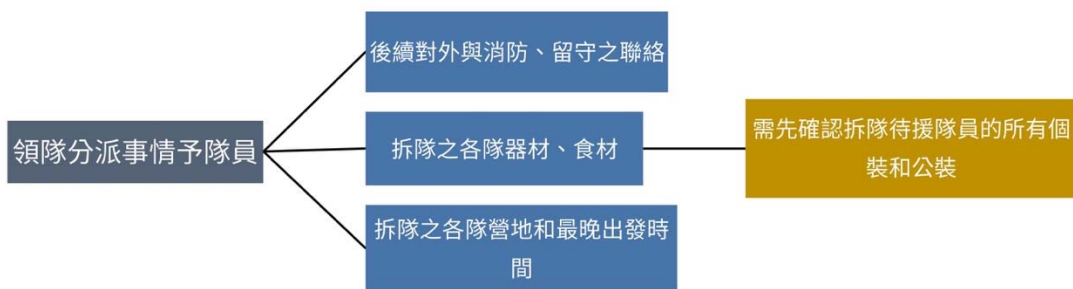 領隊分派事情予隊員
後續對外與消防、留守之聯絡
拆隊之各隊器材、食材
需先確認拆隊待援隊員的所有個
裝和公裝
拆隊之各隊營地和最晚出發時
間